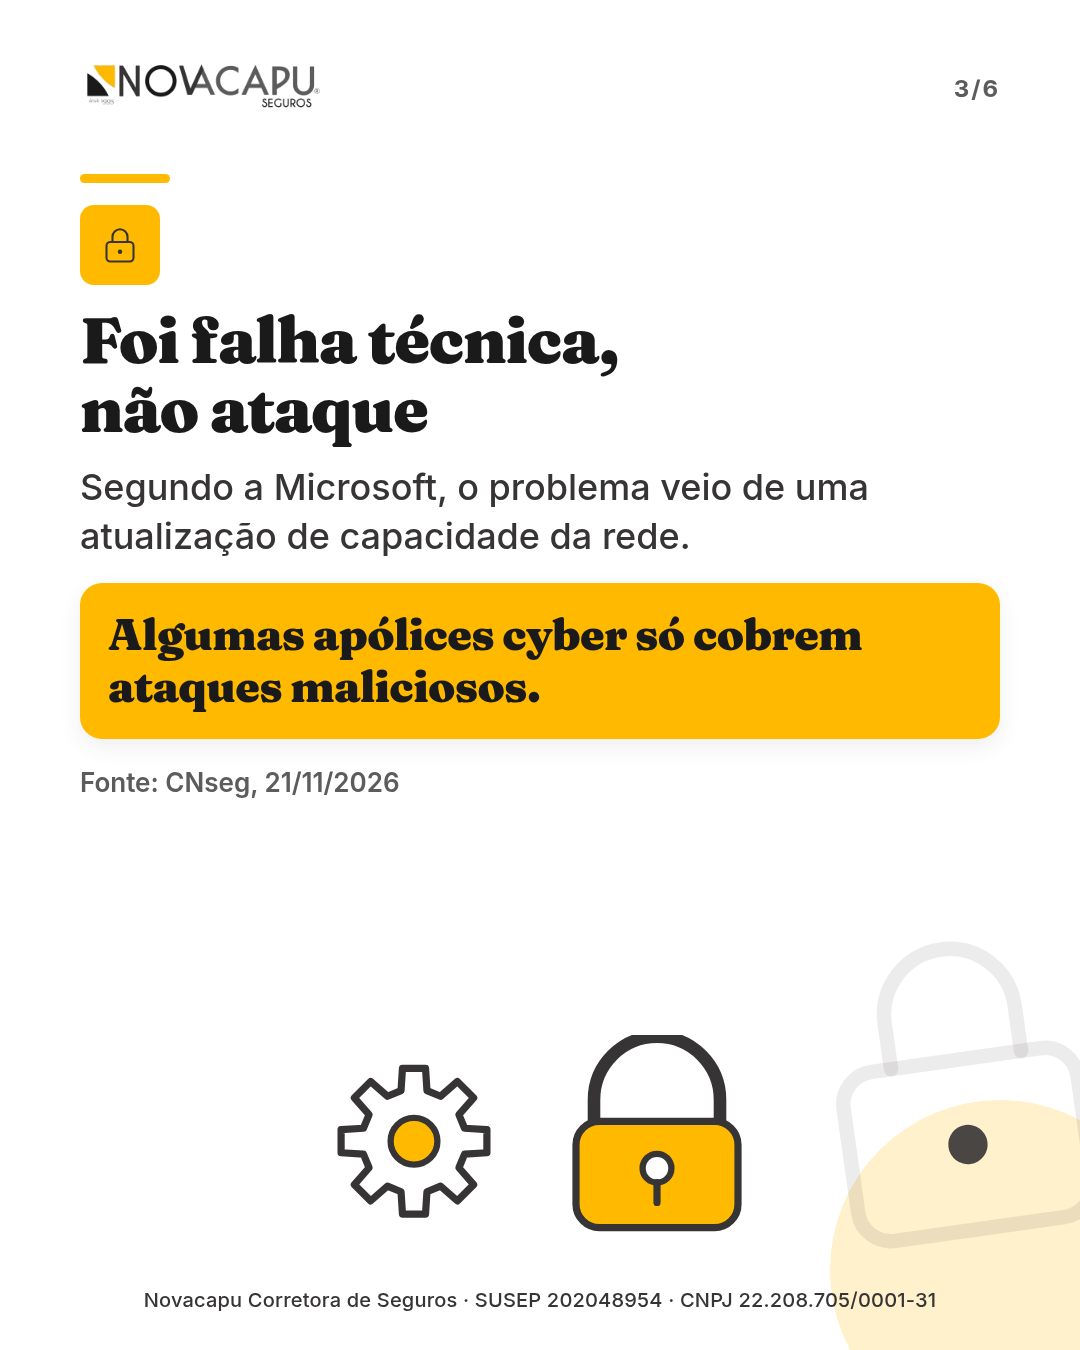 NOVACAPU
SEGUROS
3/6
Foi falha técnica,
não ataque
Segundo a Microsoft, o problema veio de uma
atualização de capacidade da rede.
Algumas apólices cyber só cobrem
ataques maliciosos.
Fonte: CNseg, 21/11/2026
Novacapu Corretora de Seguros · SUSEP 202048954 · CNPJ 22.208.705/0001-31